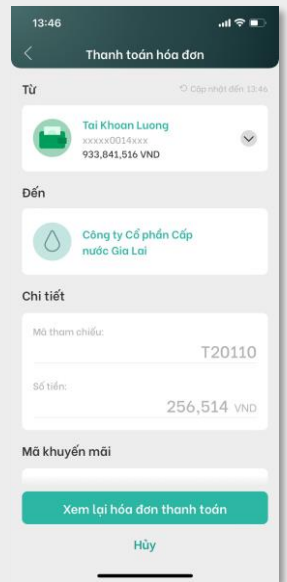 13:46
Thanh toán hóa đơn
Từ
Cập nhật đến 13:46
Tai Khoan Luong
xxxxx0014xxx
933,841,516 VND
Đến
Công ty Cổ phần Cấp
nước Gia Lai
Chi tiết
Mã tham chiếu:
T20110
Số tiền:
256,514 VND
Mã khuyến mãi
Xem lại hóa đơn thanh toán
Hủy